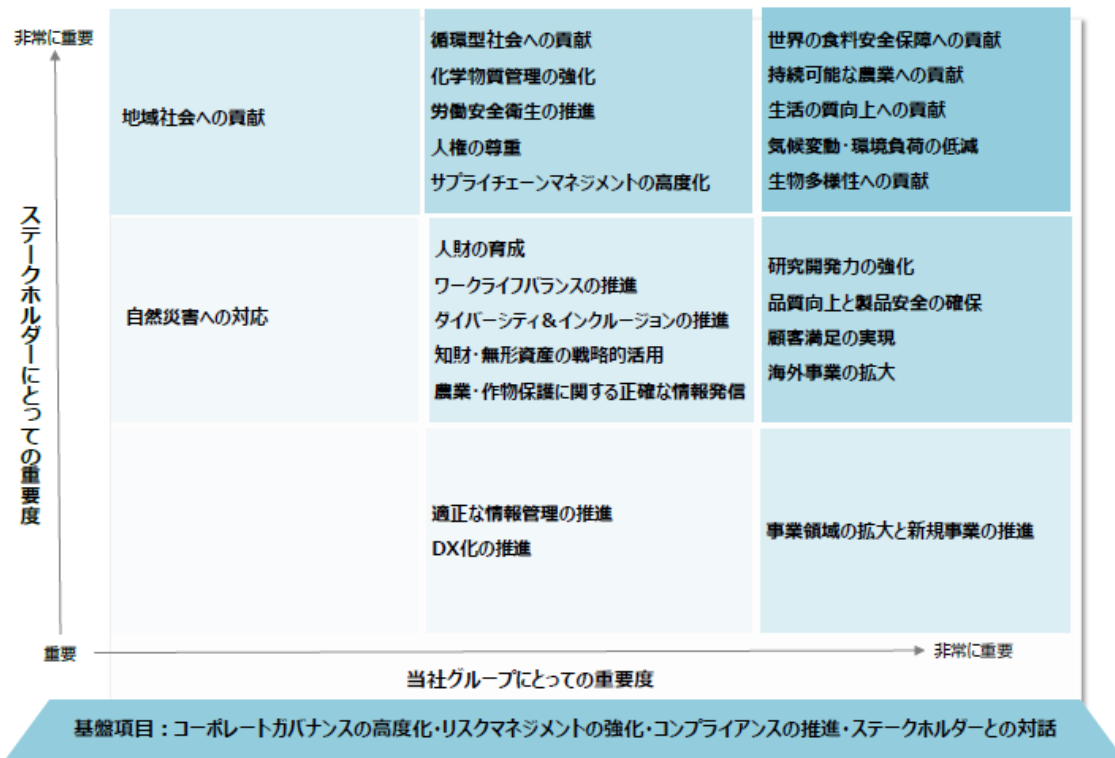 非常に重要
ステークホルダーにとっての重要度
地域社会への貢献
循環型社会への貢献
化学物質管理の強化
労働安全衛生の推進
人権の尊重
サプライチェーンマネジメントの高度化
世界の食料安全保障への貢献
持続可能な農業への貢献
生活の質向上への貢献
気候変動・環境負荷の低減
生物多様性への貢献
自然災害への対応
人財の育成
ワークライフバランスの推進
ダイバーシティ&インクルージョンの推進
知財・無形資産の戦略的活用
農業・作物保護に関する正確な情報発信
研究開発力の強化
品質向上と製品安全の確保
顧客満足の実現
海外事業の拡大
適正な情報管理の推進
DX化の推進
事業領域の拡大と新規事業の推進
重要
非常に重要
当社グループにとっての重要度
基盤項目：コーポレートガバナンスの高度化・リスクマネジメントの強化・コンプライアンスの推進・ステークホルダーとの対話